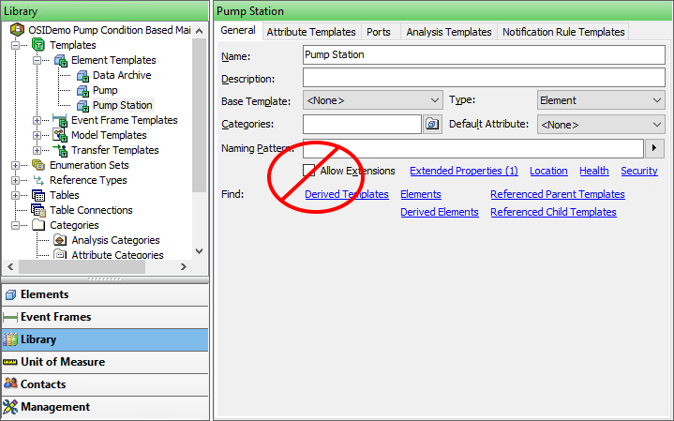 Library
OSIDemo Pump Condition Based Mai
Templates
Element Templates
Data Archive
Pump
Pump Station
Event Frame Templates
Model Templates
Transfer Templates
Enumeration Sets
Reference Types
Tables
Table Connections
Categories
Analysis Categories
Attribute Categories
Elements
Event Frames
Library
Unit of Measure
Contacts
Management
Pump Station
General Attribute Templates Ports Analysis Templates Notification Rule Templates
Name: Pump Station
Description:
Base Template: <None> Type: Element
Categories: Default Attribute: <None>
Naming Pattern:
Allow Extensions Extended Properties (1) Location Health Security
Find: Derived Templates Elements Referenced Parent Templates
Derived Elements Referenced Child Templates